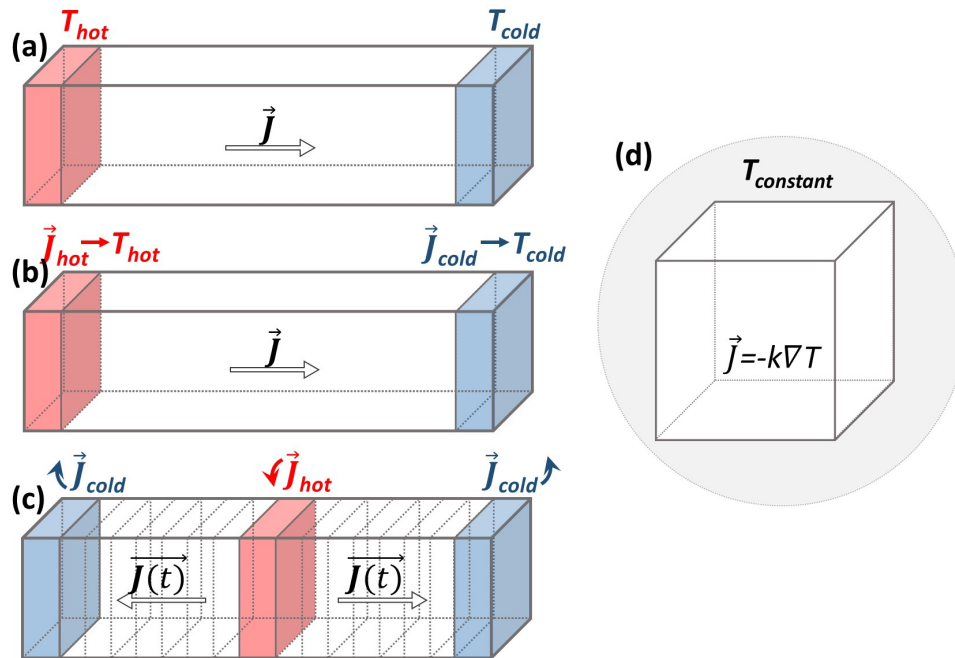 (a) T_hot T_cold
J⃗
(b) J⃗_hot → T_hot J⃗_cold → T_cold
J⃗
(c) J⃗_cold J⃗_hot J⃗_cold
J(t)⃗ J(t)⃗
(d)
T_constant
J⃗=-k∇T